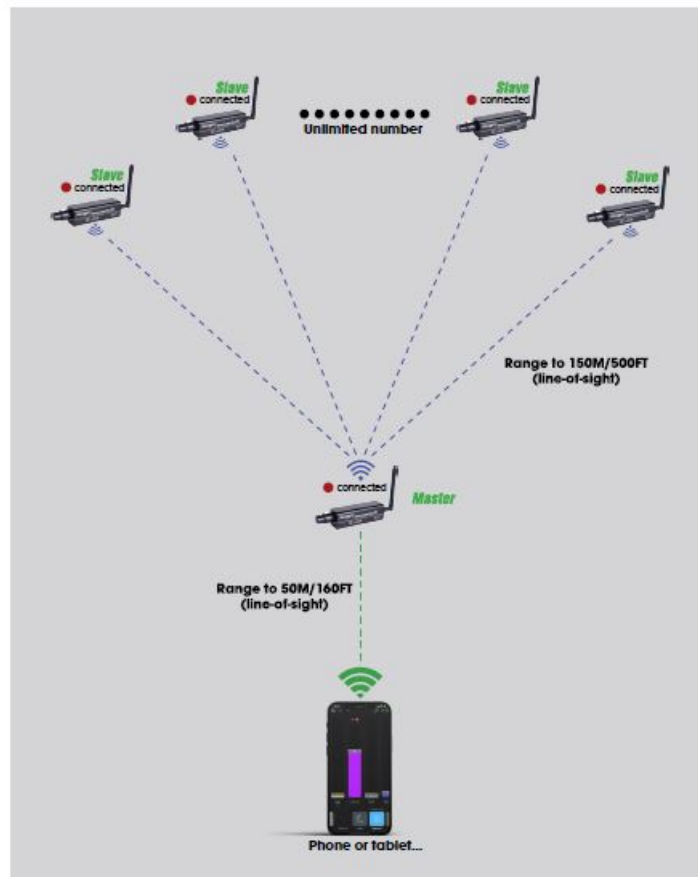 Slave
connected
Slave
connected
Unlimited number
Slave
connected
Slave
connected
Range to 150M/500FT
(line-of-sight)
connected
Master
Range to 50M/160FT
(line-of-sight)
Phone or tablet...